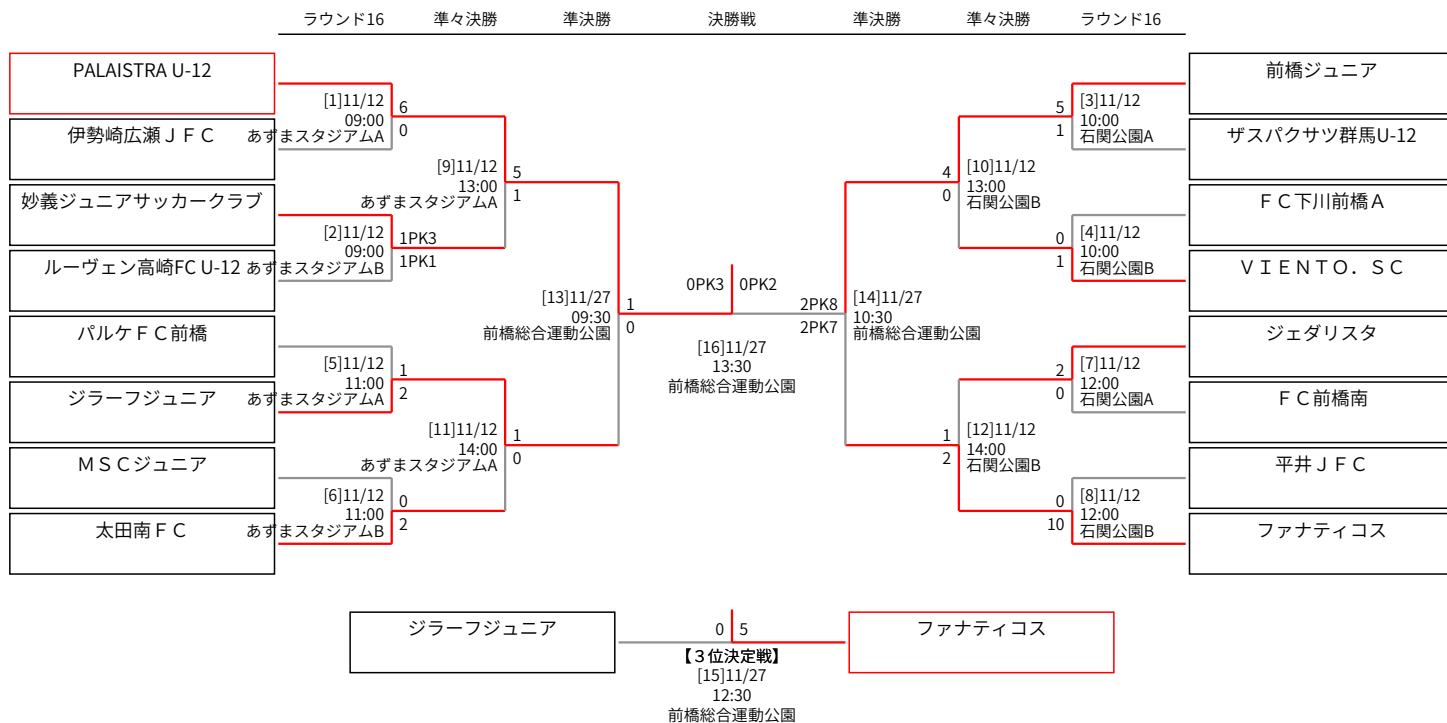 ラウンド16 準々決勝 準決勝 決勝戦 準決勝 準々決勝 ラウンド16
PALAISTRA U-12
伊勢崎広瀬ＪＦＣ
[1]11/12
09:00
あずまスタジアムA
6
0
妙義ジュニアサッカークラブ
ルーヴェン高崎FC U-12
[2]11/12
09:00
あずまスタジアムB
1PK3
1PK1
[9]11/12
13:00
あずまスタジアムA
5
1
パルケＦＣ前橋
ジラーフジュニア
[5]11/12
11:00
あずまスタジアムA
1
2
ＭＳＣジュニア
太田南ＦＣ
[6]11/12
11:00
あずまスタジアムB
0
2
[11]11/12
14:00
あずまスタジアムA
1
0
[13]11/27
09:30
前橋総合運動公園
1
0
0PK3 0PK2
[16]11/27
13:30
前橋総合運動公園
2PK8
2PK7
[14]11/27
10:30
前橋総合運動公園
4
0
[10]11/12
13:00
石関公園B
5
1
[3]11/12
10:00
石関公園A
前橋ジュニア
ザスパクサツ群馬U-12
0
1
[4]11/12
10:00
石関公園B
ＦＣ下川前橋Ａ
ＶＩＥＮＴＯ．ＳＣ
1
2
[12]11/12
14:00
石関公園B
2
0
[7]11/12
12:00
石関公園A
ジェダリスタ
ＦＣ前橋南
0
10
[8]11/12
12:00
石関公園B
平井ＪＦＣ
ファナティコス
ジラーフジュニア
0 5
ファナティコス
【３位決定戦】
[15]11/27
12:30
前橋総合運動公園